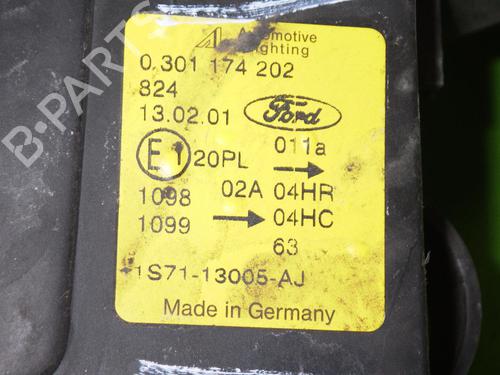 Automotive
Lighting
0 301 174 202
824
13.02.01 Ford
E1 20PL 011a →
1098 02A 04HR
1099 → 04HC
63
1S71-13005-AJ
Made in Germany
B-PARTS